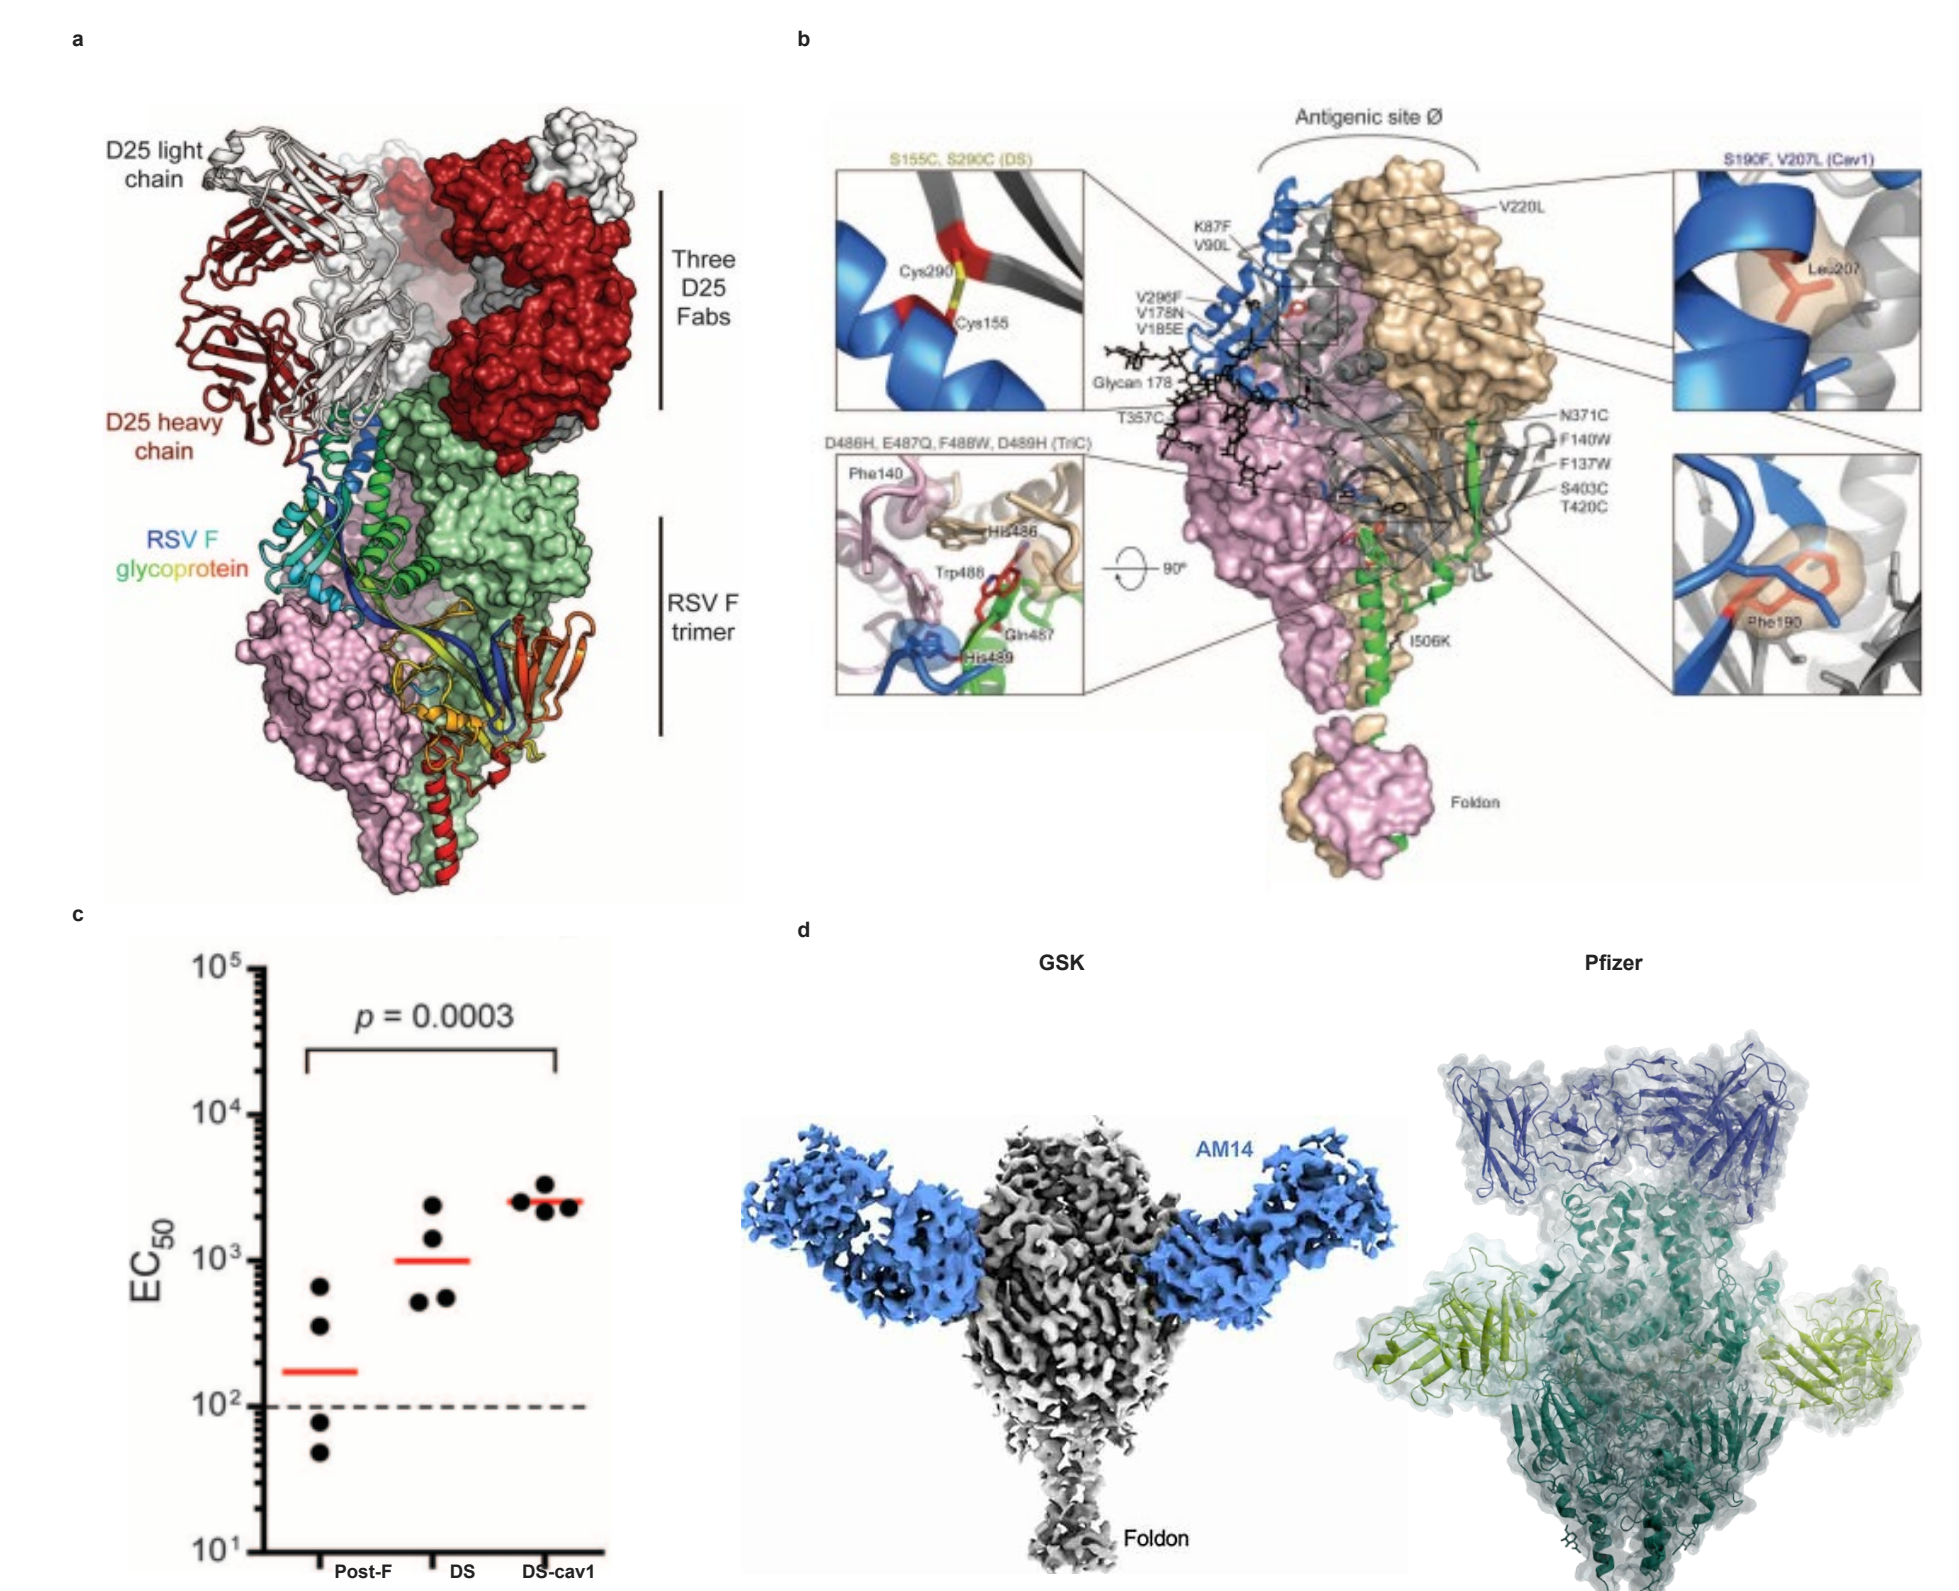 a
D25 light
chain
Three
D25
Fabs
D25 heavy
chain
RSV F
glycoprotein
RSV F
trimer
b
Antigenic site Ø
S155C, S290C (DS)
S190F, V207L (Cav1)
Cys290
Cys155
K87F
V90L
V220L
V296F
V178N
V185E
Glycan 178
T357C
Leu207
N371C
F140W
F137W
S403C
T420C
D486H, E487Q, F488W, D489H (TriC)
Phe140
His486
Trp488
Gln487
His489
90º
I506K
Phe190
Foldon
c
10⁵
p = 0.0003
10⁴
10³
10²
10¹
EC₅₀
Post-F DS DS-cav1
d
GSK Pfizer
AM14
Foldon